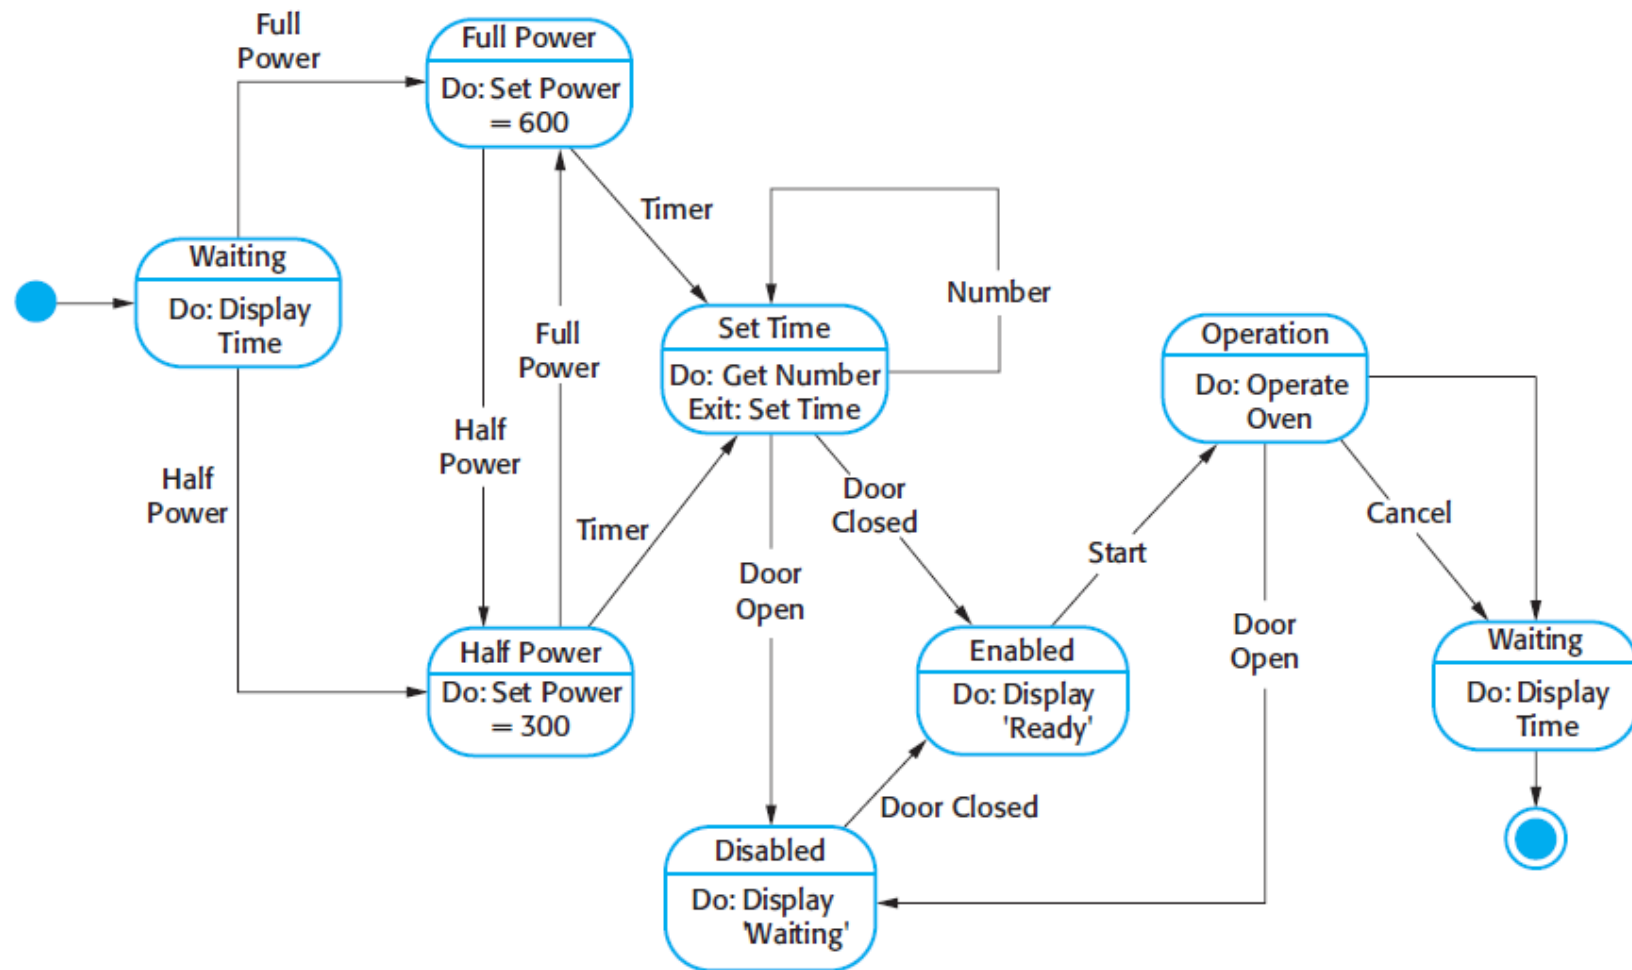 Full
Power
Full Power
Do: Set Power
= 600
Timer
Waiting
Do: Display
Time
Number
Set Time
Do: Get Number
Exit: Set Time
Full
Power
Operation
Do: Operate
Oven
Half
Power
Half
Power
Timer
Door
Closed
Start
Cancel
Door
Open
Door
Open
Half Power
Do: Set Power
= 300
Enabled
Do: Display
'Ready'
Waiting
Do: Display
Time
Door Closed
Disabled
Do: Display
'Waiting'